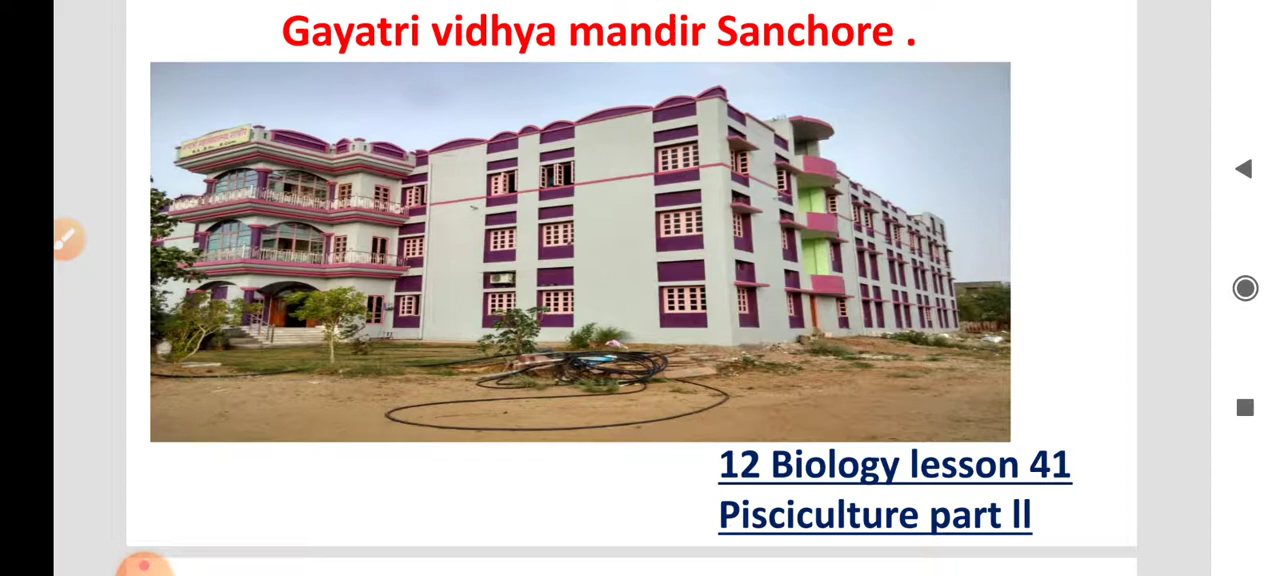 Gayatri vidhya mandir Sanchore .
12 Biology lesson 41
Pisciculture part ll